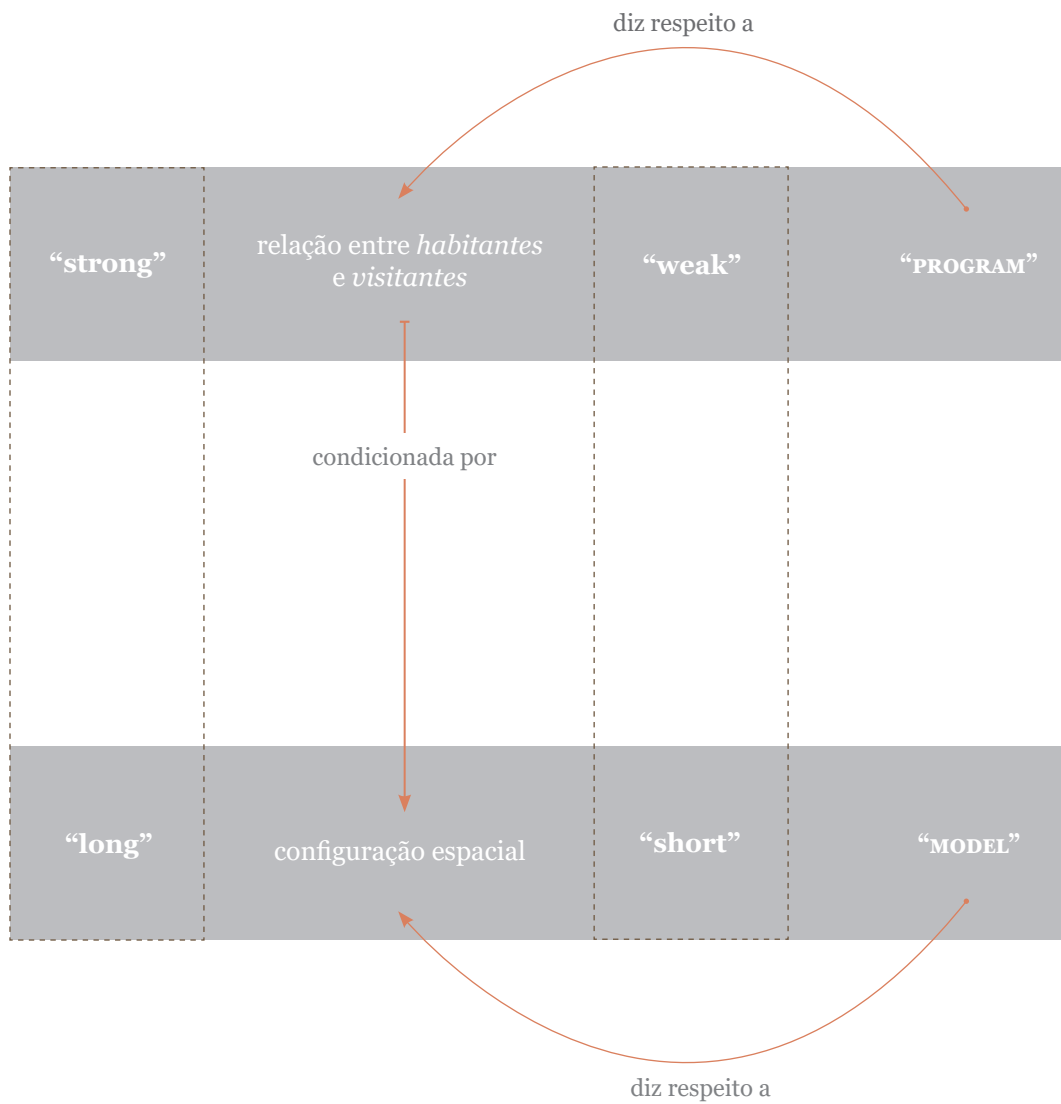 diz respeito a
“strong”
relação entre habitantes
e visitantes
“weak”
“PROGRAM”
condicionada por
“long”
configuração espacial
“short”
“MODEL”
diz respeito a